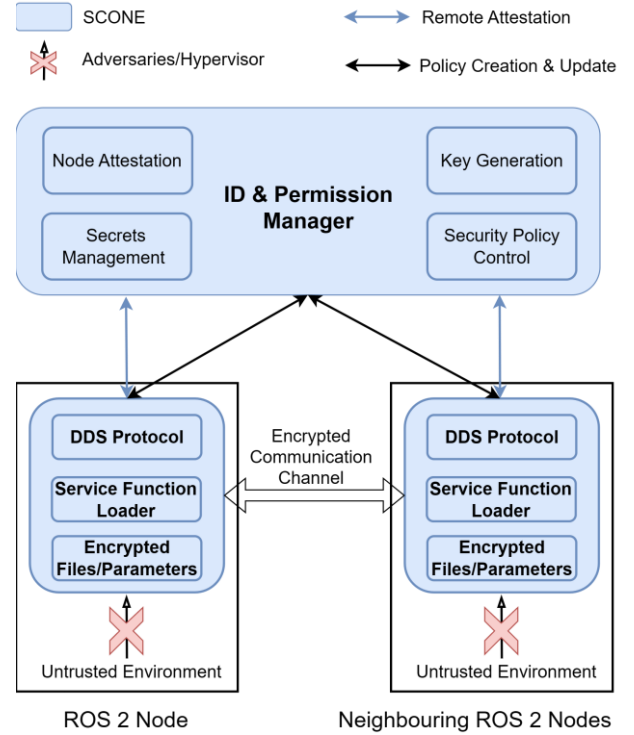 SCONE
Remote Attestation
Adversaries/Hypervisor
Policy Creation & Update
Node Attestation
Key Generation
ID & Permission
Manager
Secrets
Management
Security Policy
Control
DDS Protocol
Service Function
Loader
Encrypted
Files/Parameters
Untrusted Environment
Encrypted
Communication
Channel
DDS Protocol
Service Function
Loader
Encrypted
Files/Parameters
Untrusted Environment
ROS 2 Node
Neighbouring ROS 2 Nodes